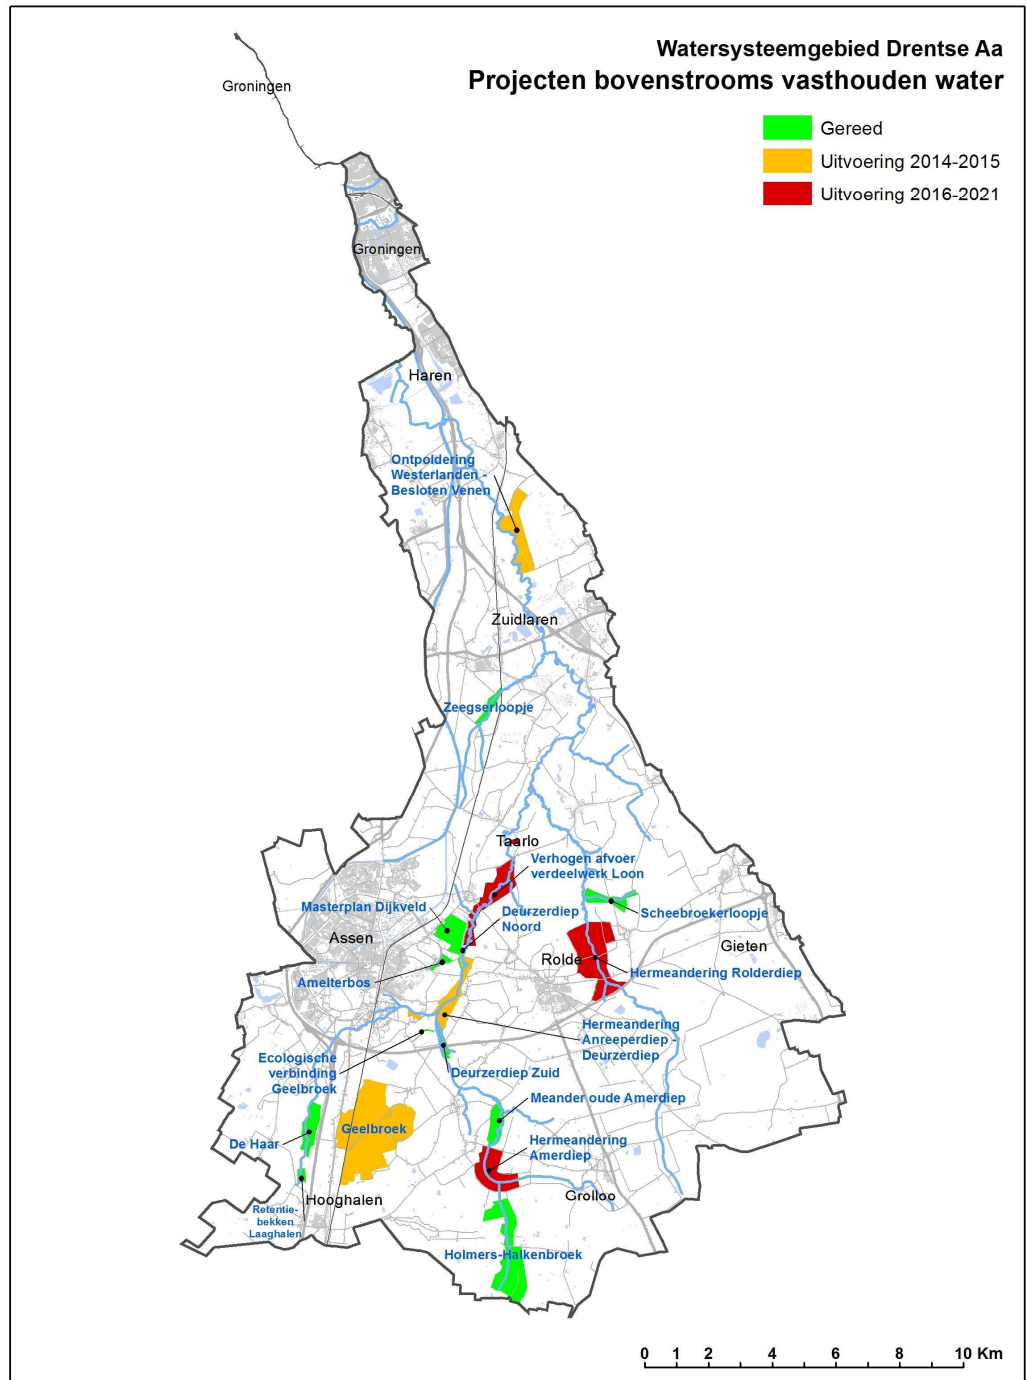 Watersysteemgebied Drentse Aa
Projecten bovenstrooms vasthouden water
Gereed
Uitvoering 2014-2015
Uitvoering 2016-2021
Groningen
Groningen
Haren
Ontpoldering
Westerlanden -
Besloten Venen
Zuidlaren
Zeegserloopje
Taarlo
Verhogen afvoer
verdeelwerk Loon
Masterplan Dijkveld
Deurzerdiep
Noord
Scheebroekerloopje
Assen
Gieten
Rolde
Hermeandering Rolderdiep
Amelterbos
Hermeandering
Anreeperdiep -
Deurzerdiep
Ecologische
verbinding
Geelbroek
Deurzerdiep Zuid
Meander oude Amerdiep
Geelbroek
De Haar
Hermeandering
Amerdiep
Hooghalen
Grolloo
Retentie-
bekken
Laaghalen
Holmers-Halkenbroek
0 1 2 4 6 8 10 Km